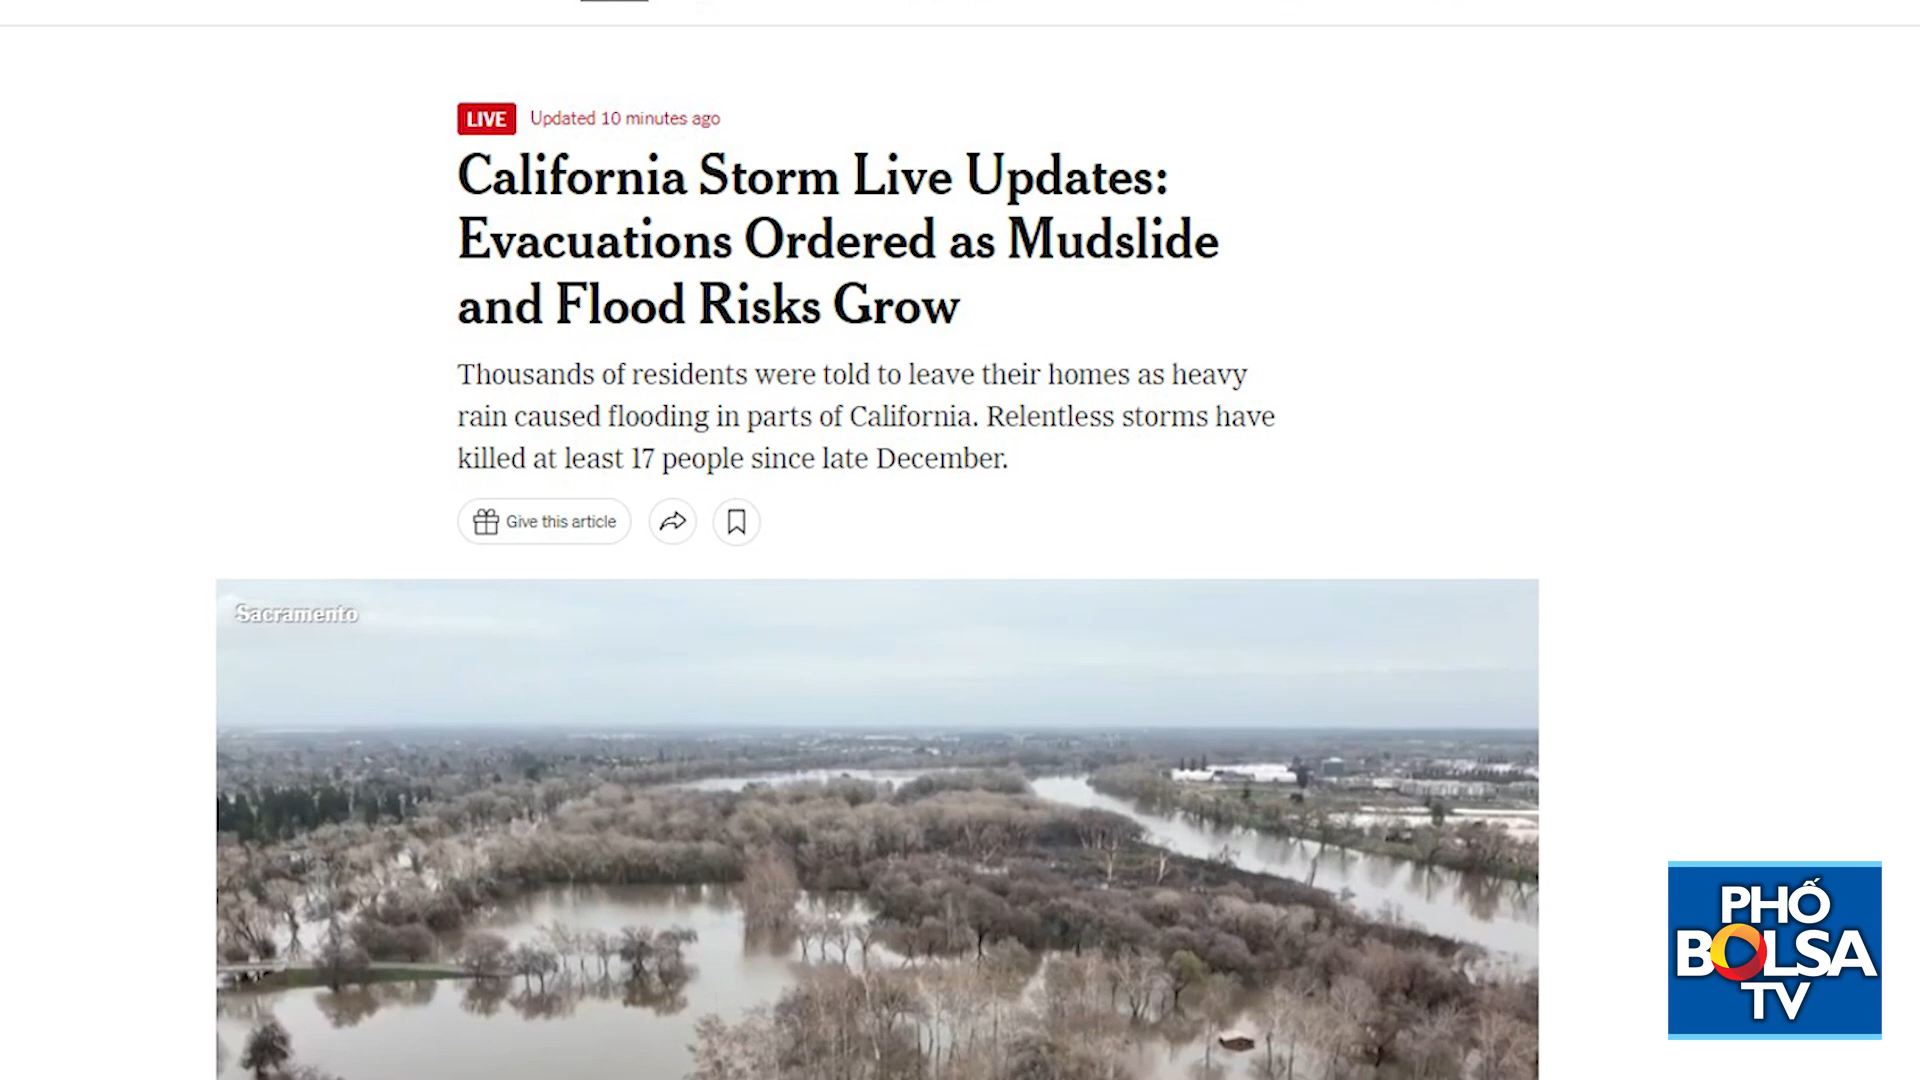 LIVE Updated 10 minutes ago
California Storm Live Updates:
Evacuations Ordered as Mudslide
and Flood Risks Grow
Thousands of residents were told to leave their homes as heavy
rain caused flooding in parts of California. Relentless storms have
killed at least 17 people since late December.
Give this article
Sacramento
PHỐ
BOLSA
TV